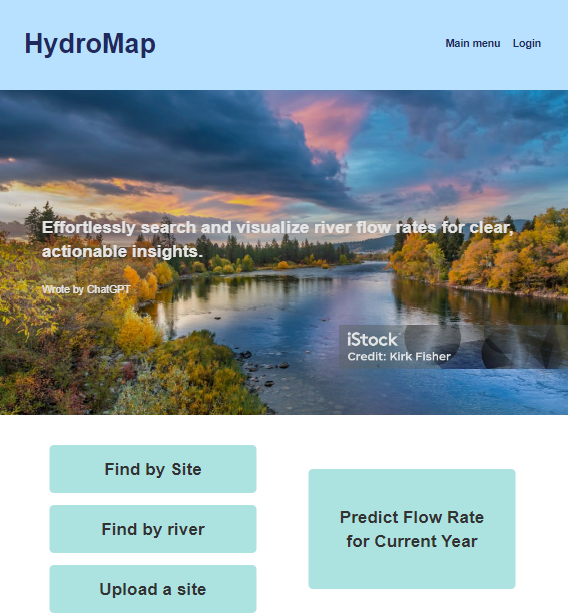 HydroMap
Main menu
Login
Effortlessly search and visualize river flow rates for clear,
actionable insights.
Wrote by ChatGPT
iStock
Credit: Kirk Fisher
Find by Site
Find by river
Upload a site
Predict Flow Rate
for Current Year